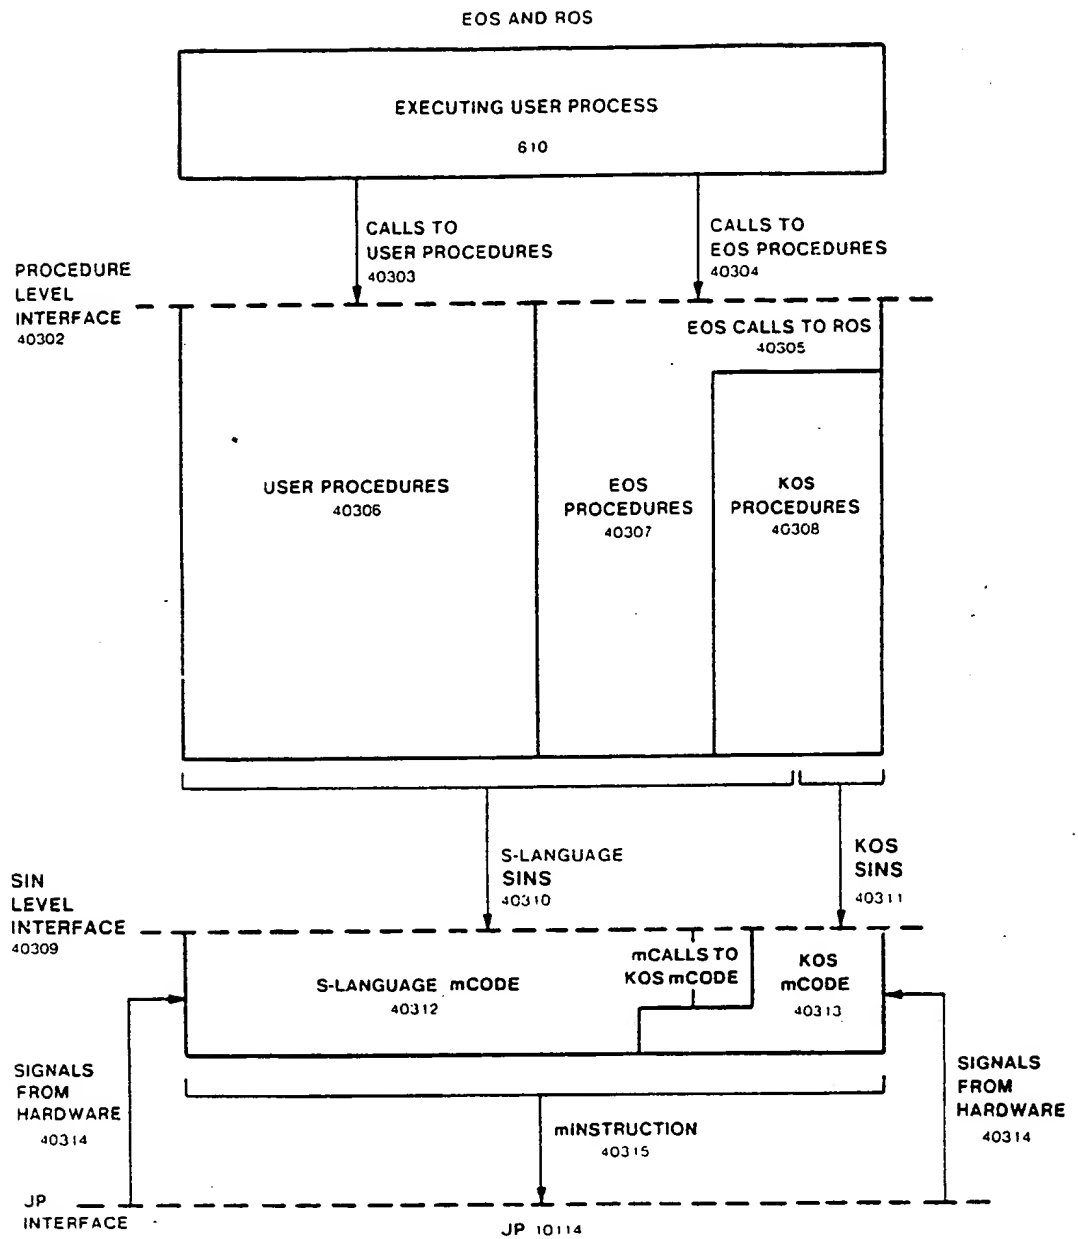 EOS AND ROS
EXECUTING USER PROCESS
610
CALLS TO
USER PROCEDURES
40303
CALLS TO
EOS PROCEDURES
40304
PROCEDURE
LEVEL
INTERFACE
40302
EOS CALLS TO ROS
40305
USER PROCEDURES
40306
EOS
PROCEDURES
40307
KOS
PROCEDURES
40308
S-LANGUAGE
SINS
40310
KOS
SINS
40311
SIN
LEVEL
INTERFACE
40309
S-LANGUAGE mCODE
40312
mCALLS TO
KOS mCODE
KOS
mCODE
40313
SIGNALS
FROM
HARDWARE
40314
SIGNALS
FROM
HARDWARE
40314
mINSTRUCTION
40315
JP
INTERFACE
JP 10114